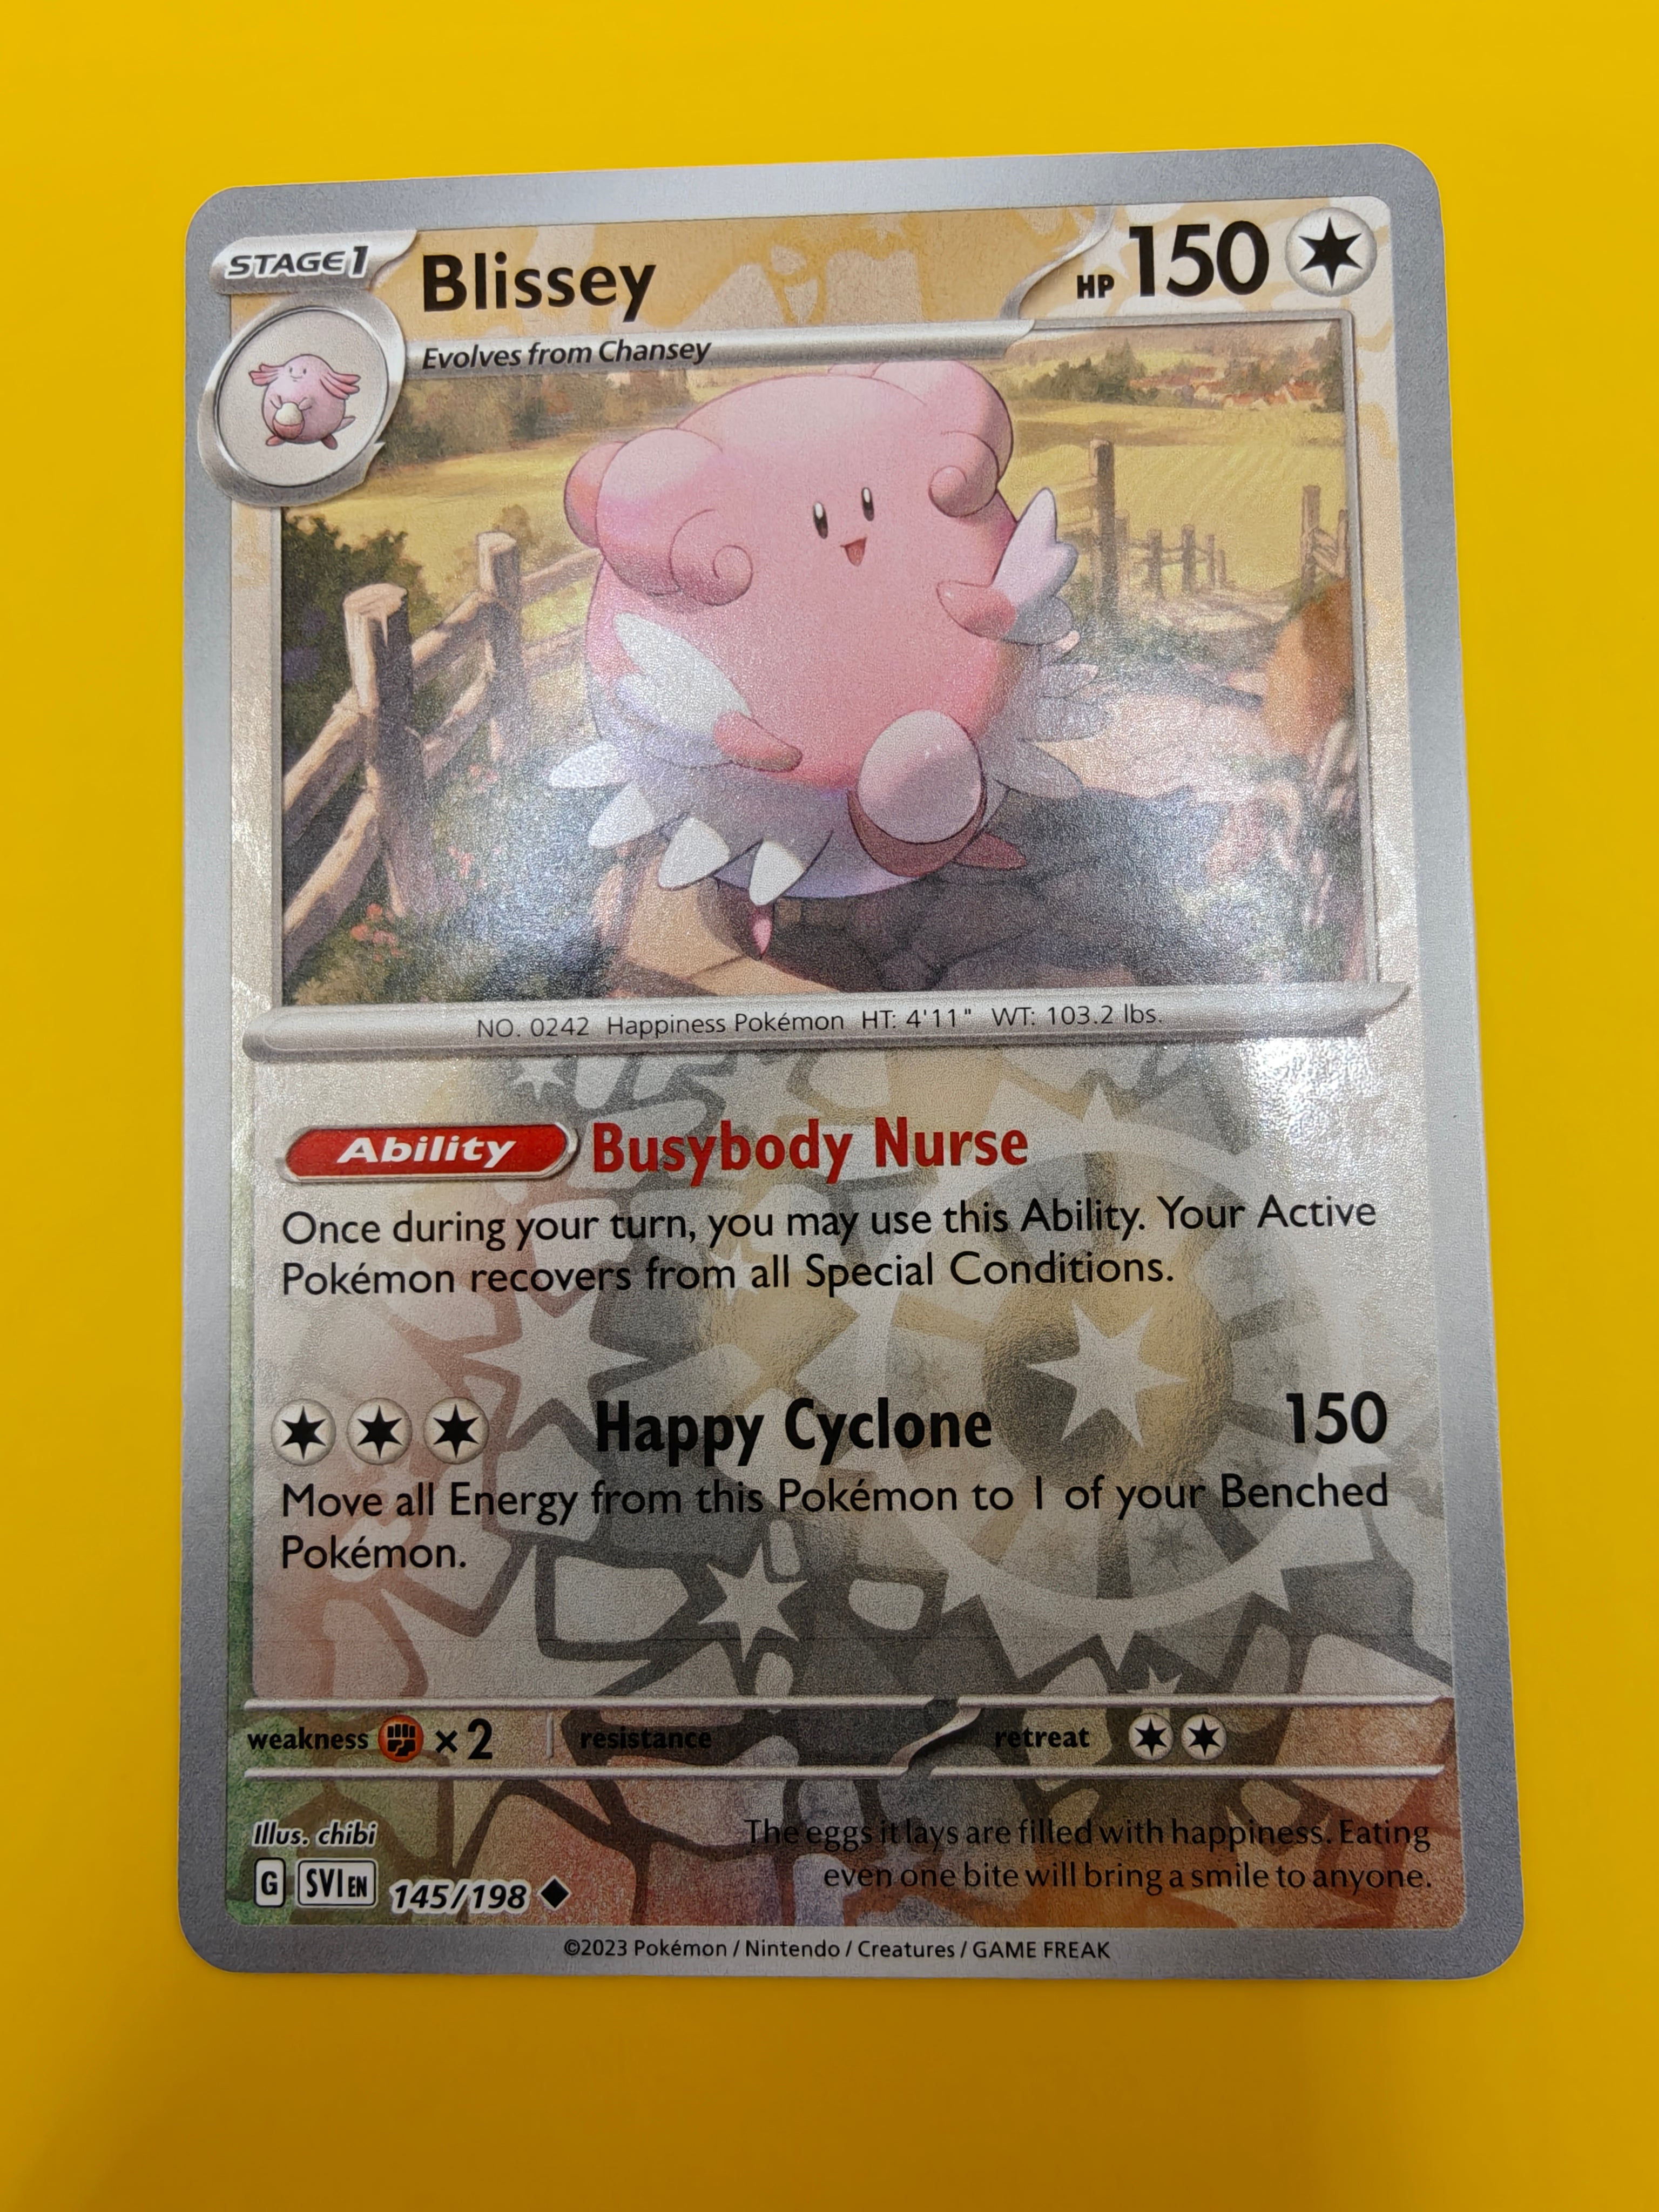 STAGE 1
Blissey
HP 150
Evolves from Chansey
NO. 0242 Happiness Pokémon HT: 4'11" WT: 103.2 lbs.
Ability Busybody Nurse
Once during your turn, you may use this Ability. Your Active
Pokémon recovers from all Special Conditions.
Happy Cyclone 150
Move all Energy from this Pokémon to 1 of your Benched
Pokémon.
weakness ×2 resistance retreat
Illus. chibi
The eggs it lays are filled with happiness. Eating
even one bite will bring a smile to anyone.
G SVI EN 145/198
©2023 Pokémon / Nintendo / Creatures / GAME FREAK